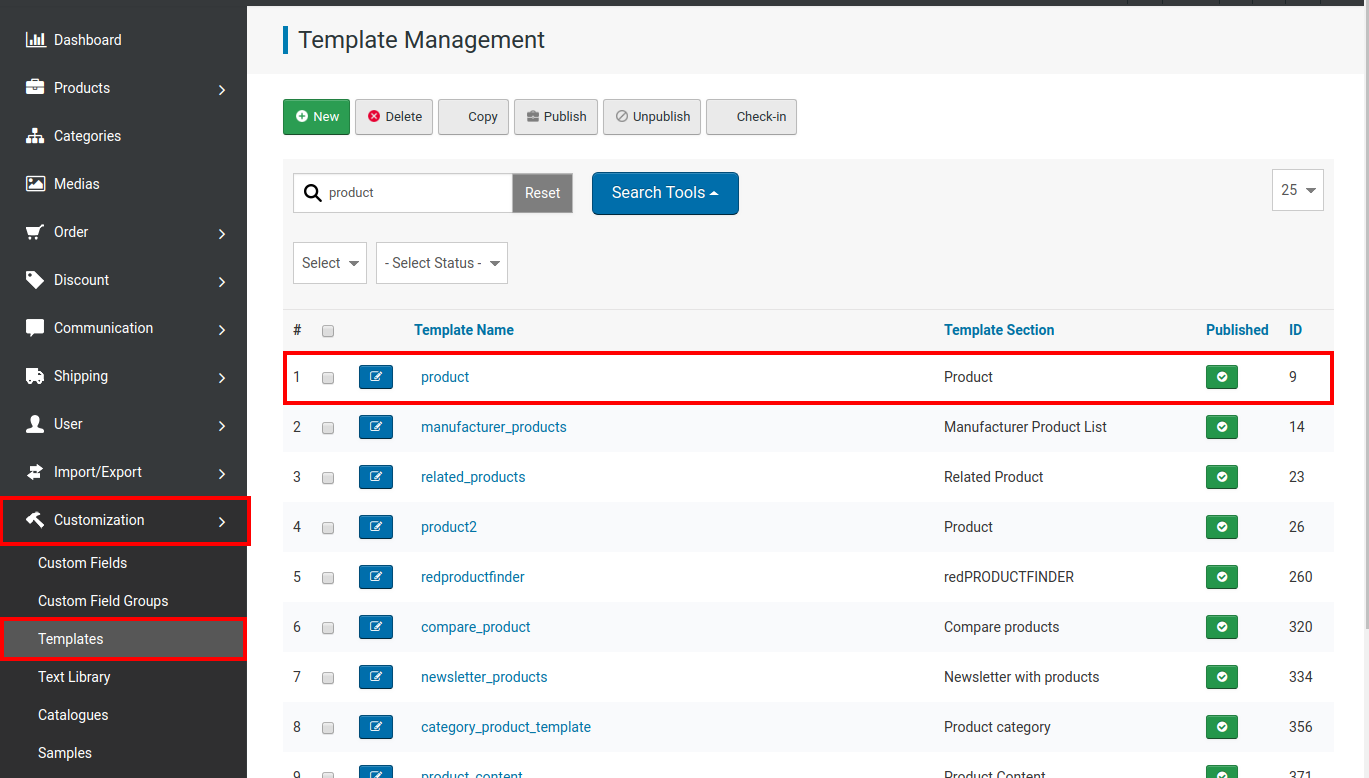 Dashboard
Products
Categories
Medias
Order
Discount
Communication
Shipping
User
Import/Export
Customization
Custom Fields
Custom Field Groups
Templates
Text Library
Catalogues
Samples
Template Management
New Delete Copy Publish Unpublish Check-in
product Reset Search Tools 25
Select - Select Status -
# Template Name Template Section Published ID
1 product Product 9
2 manufacturer_products Manufacturer Product List 14
3 related_products Related Product 23
4 product2 Product 26
5 redproductfinder redPRODUCTFINDER 260
6 compare_product Compare products 320
7 newsletter_products Newsletter with products 334
8 category_product_template Product category 356
9 product_content Product Content 371